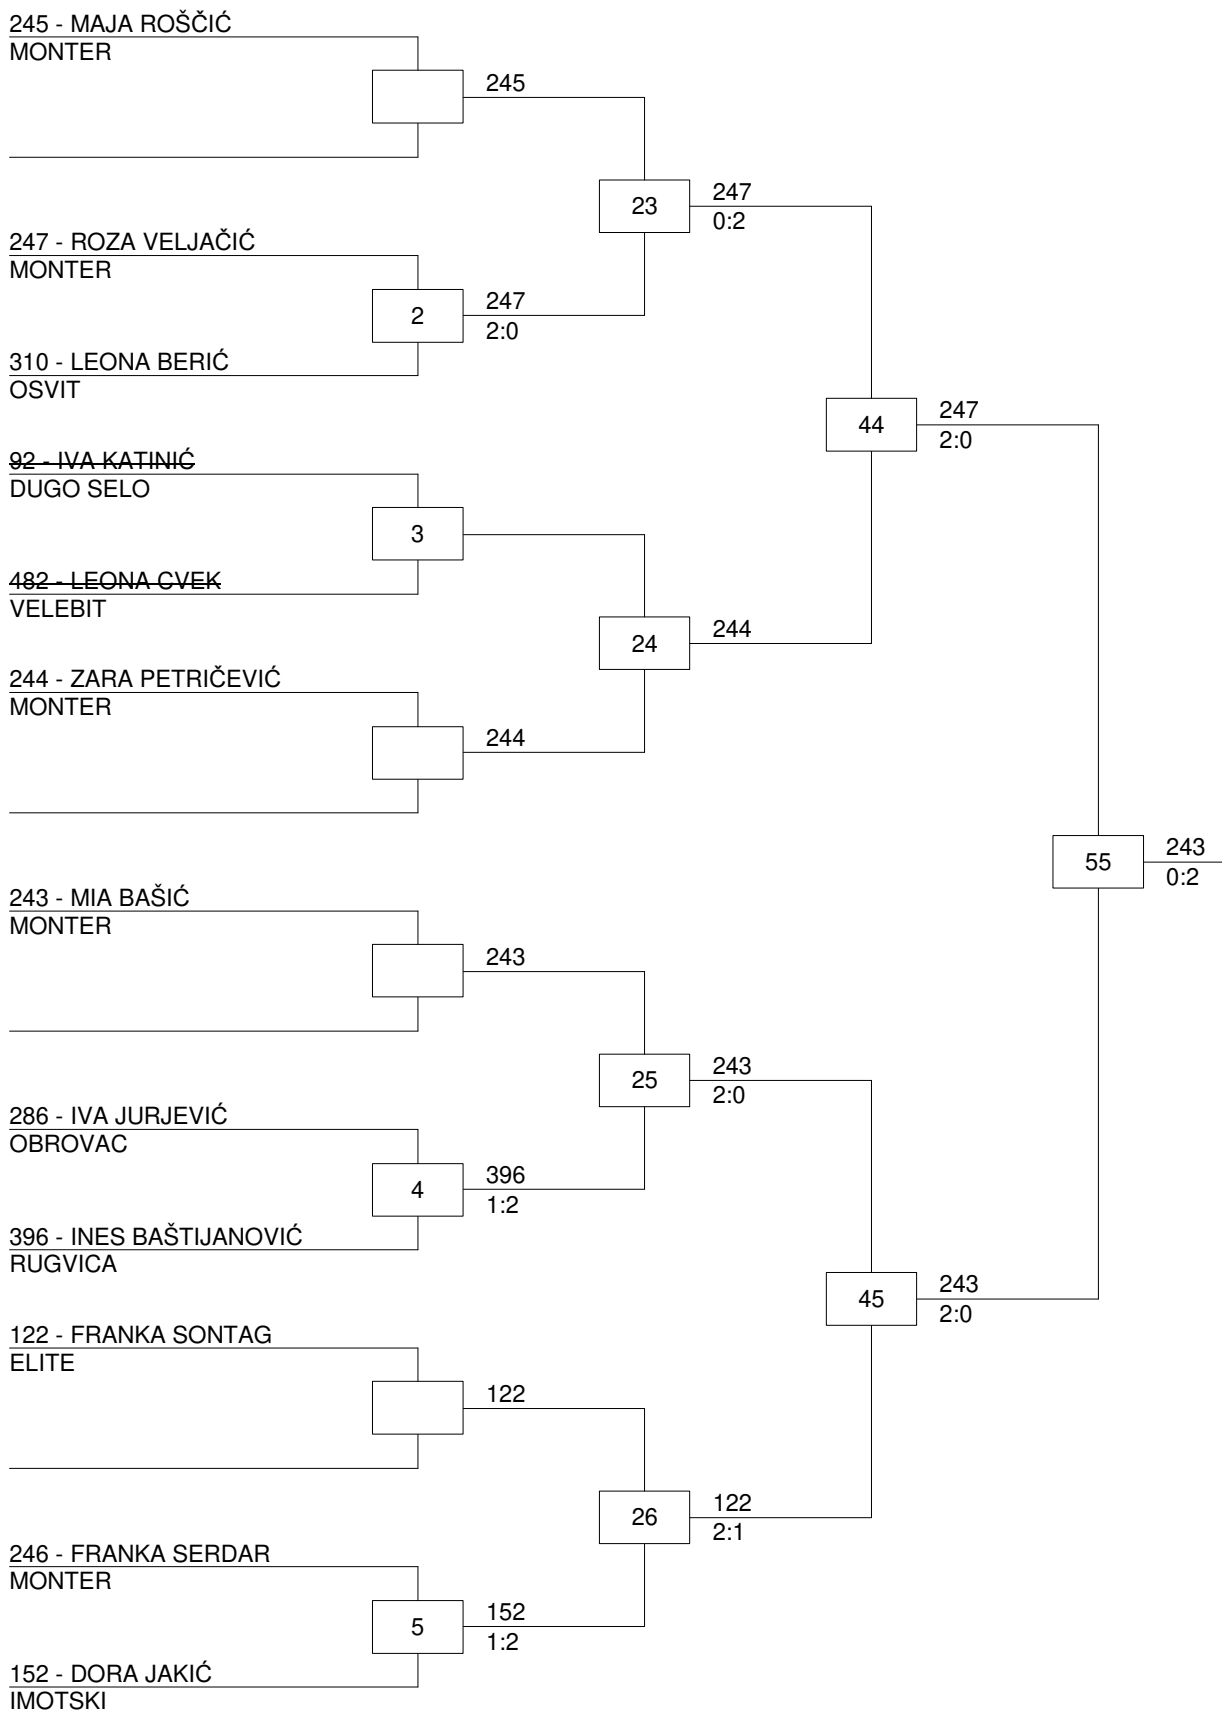 245 - MAJA ROŠČIĆ
MONTER
245
23
247
0:2
247 - ROZA VELJAČIĆ
MONTER
2
247
2:0
310 - LEONA BERIĆ
OSVIT
44
247
2:0
92 - IVA KATINIĆ
DUGO SELO
3
482 - LEONA CVEK
VELEBIT
24
244
244 - ZARA PETRIČEVIĆ
MONTER
244
55
243
0:2
243 - MIA BAŠIĆ
MONTER
243
25
243
2:0
286 - IVA JURJEVIĆ
OBROVAC
4
396
1:2
396 - INES BAŠTIJANOVIĆ
RUGVICA
45
243
2:0
122 - FRANKA SONTAG
ELITE
122
26
122
2:1
246 - FRANKA SERDAR
MONTER
5
152
1:2
152 - DORA JAKIĆ
IMOTSKI